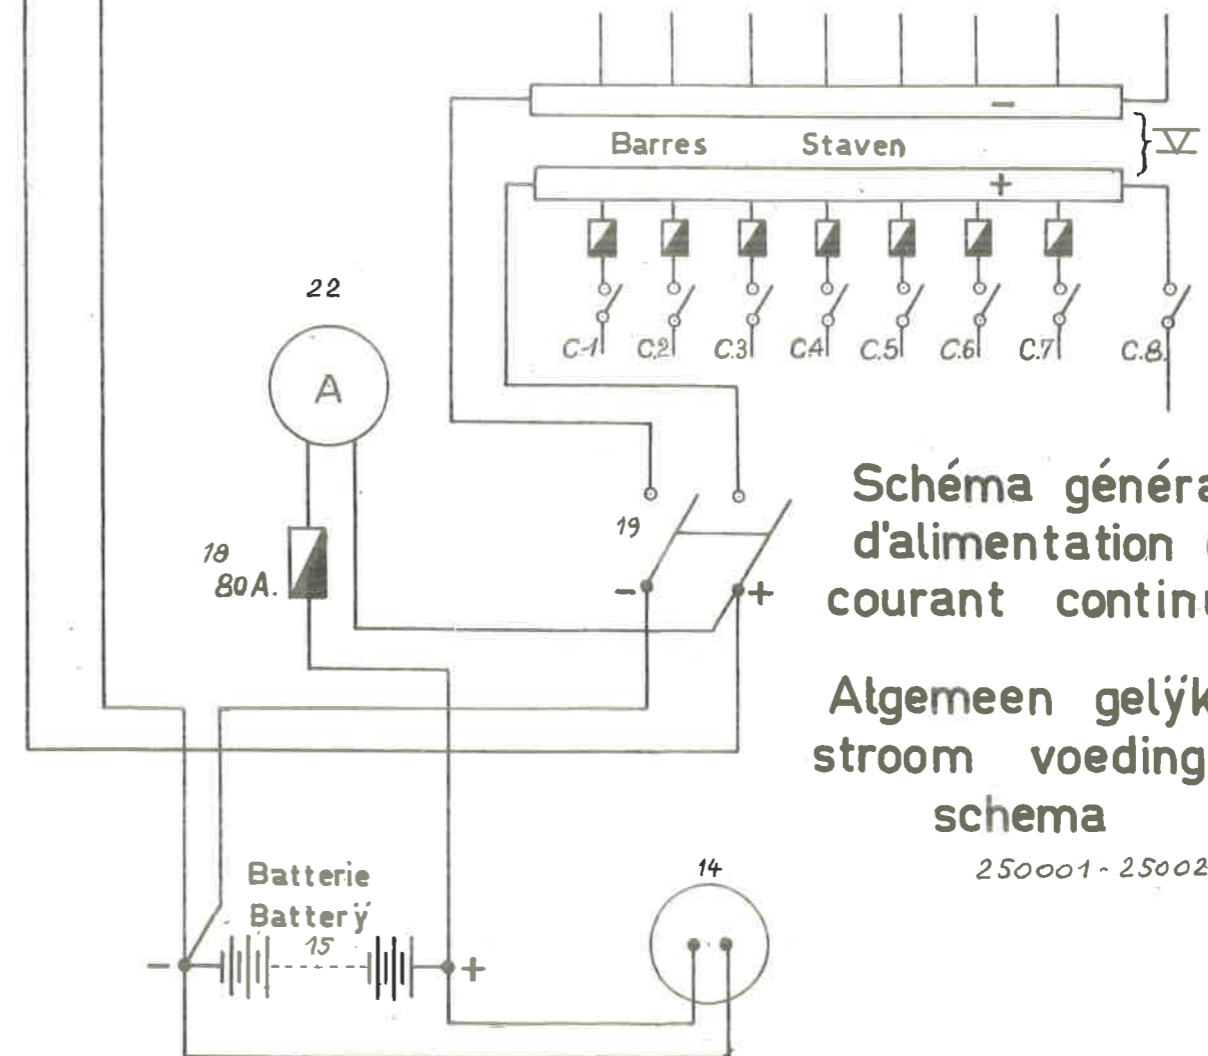 -
Barres Staven
V
+
C.1 C.2 C.3 C.4 C.5 C.6 C.7 C.8.
22
A
19
18
80A.
- +
Schéma généra
d'alimentation
courant continu
Algemeen gelÿk
stroom voeding
schema
250001-25002
14
Batterie
Batterÿ
15
- +